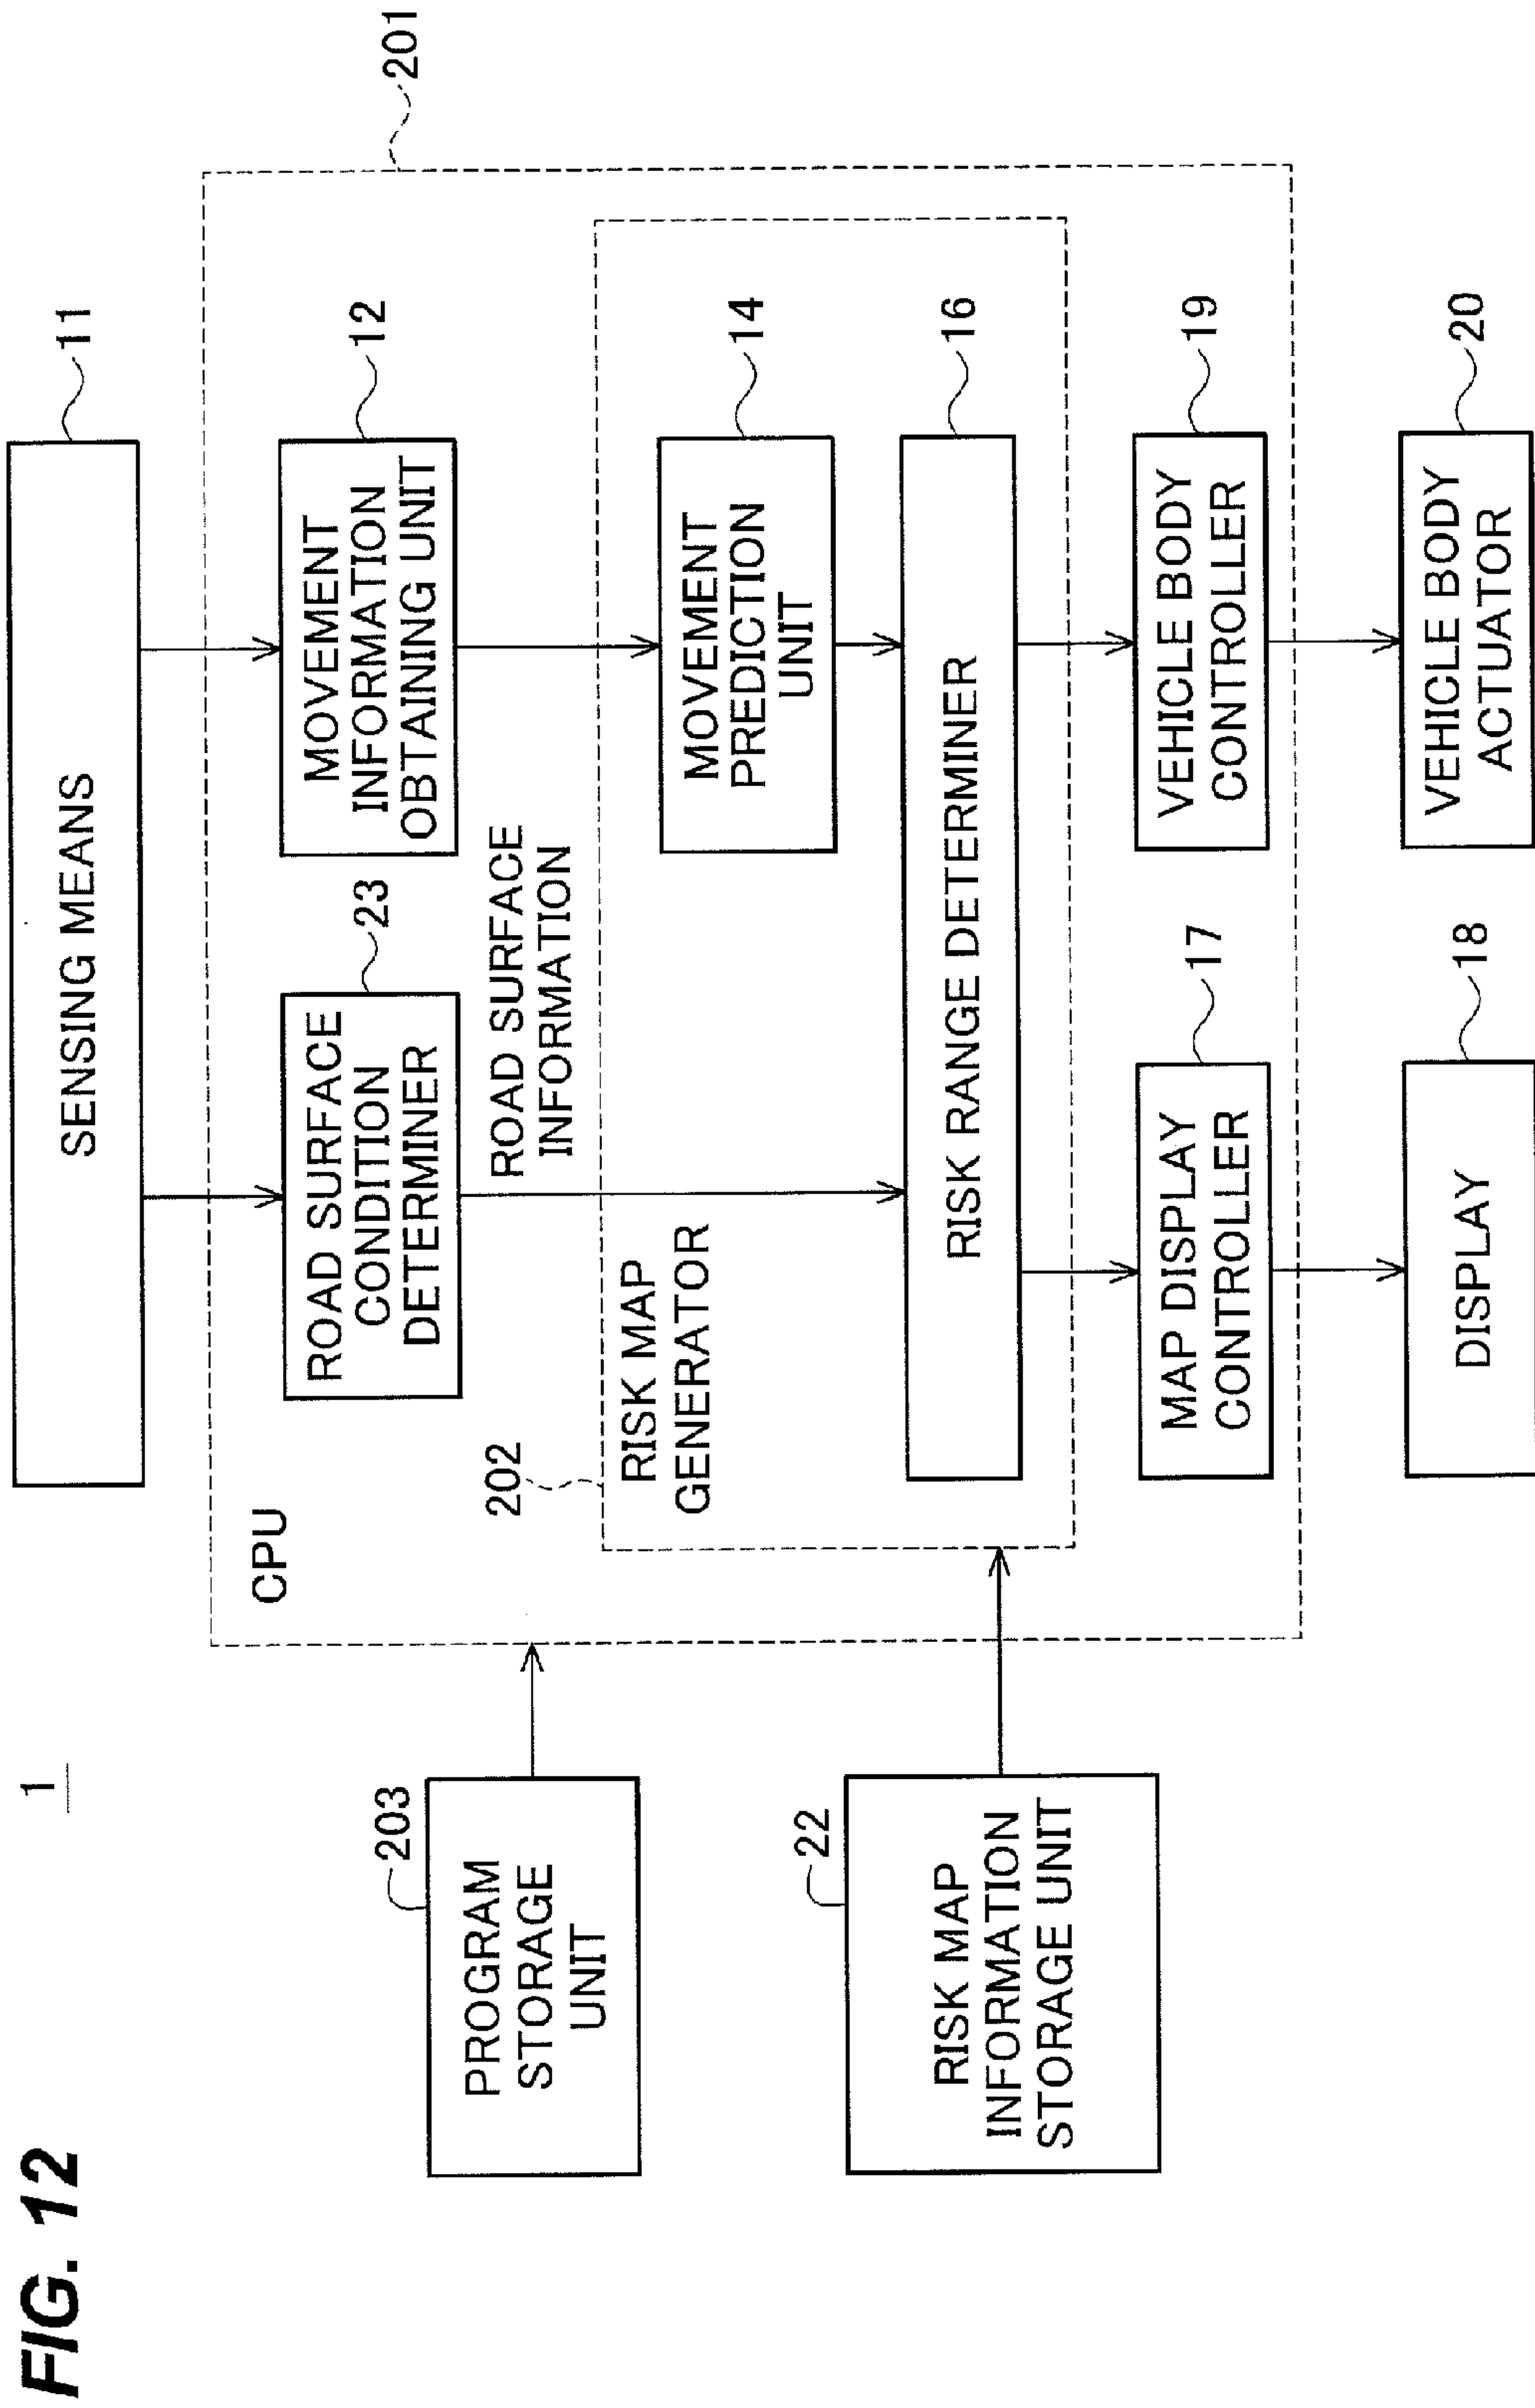 FIG. 12
1
SENSING MEANS
11
201
CPU
ROAD SURFACE
CONDITION
DETERMINER
23
MOVEMENT
INFORMATION
OBTAINING UNIT
12
PROGRAM
STORAGE
UNIT
203
ROAD SURFACE
INFORMATION
202
RISK MAP
GENERATOR
MOVEMENT
PREDICTION
UNIT
14
RISK MAP
INFORMATION
STORAGE UNIT
22
RISK RANGE DETERMINER
16
MAP DISPLAY
CONTROLLER
17
VEHICLE BODY
CONTROLLER
19
DISPLAY
18
VEHICLE BODY
ACTUATOR
20